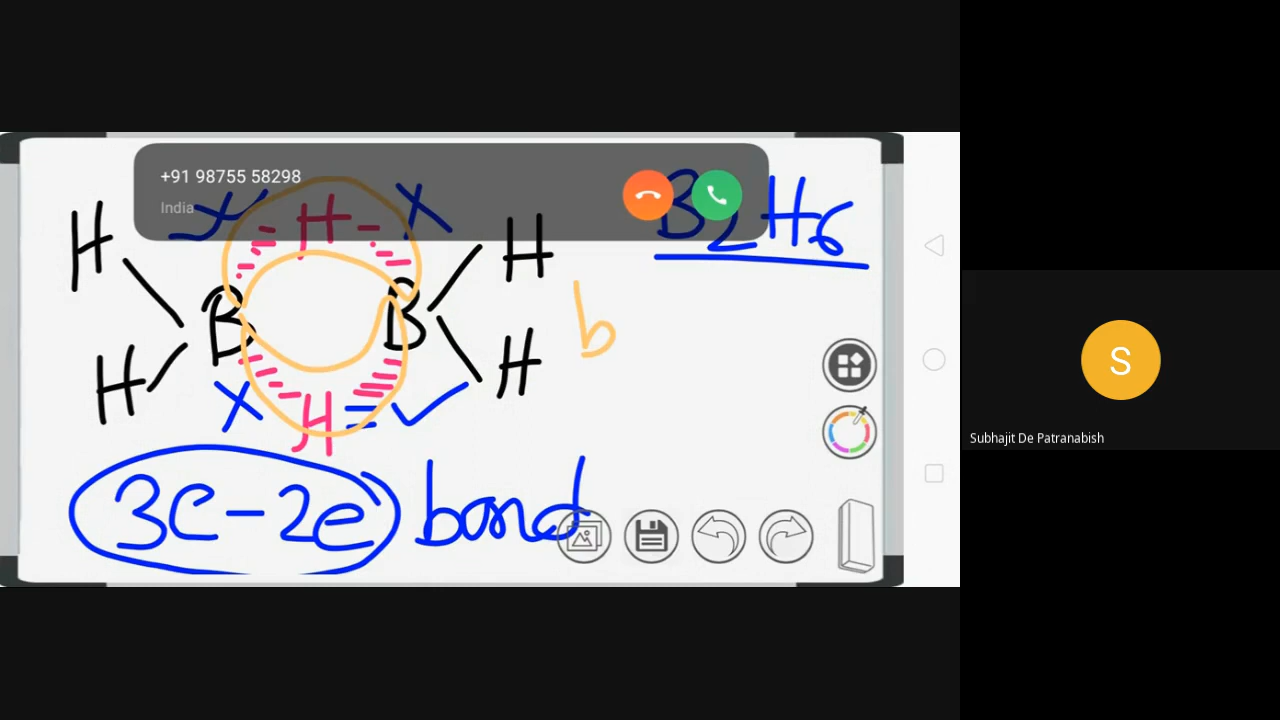 +91 98755 58298
India
B2H6
X H X
H H
B B b
H H
X H
3C-2e bond
S
Subhajit De Patranabish